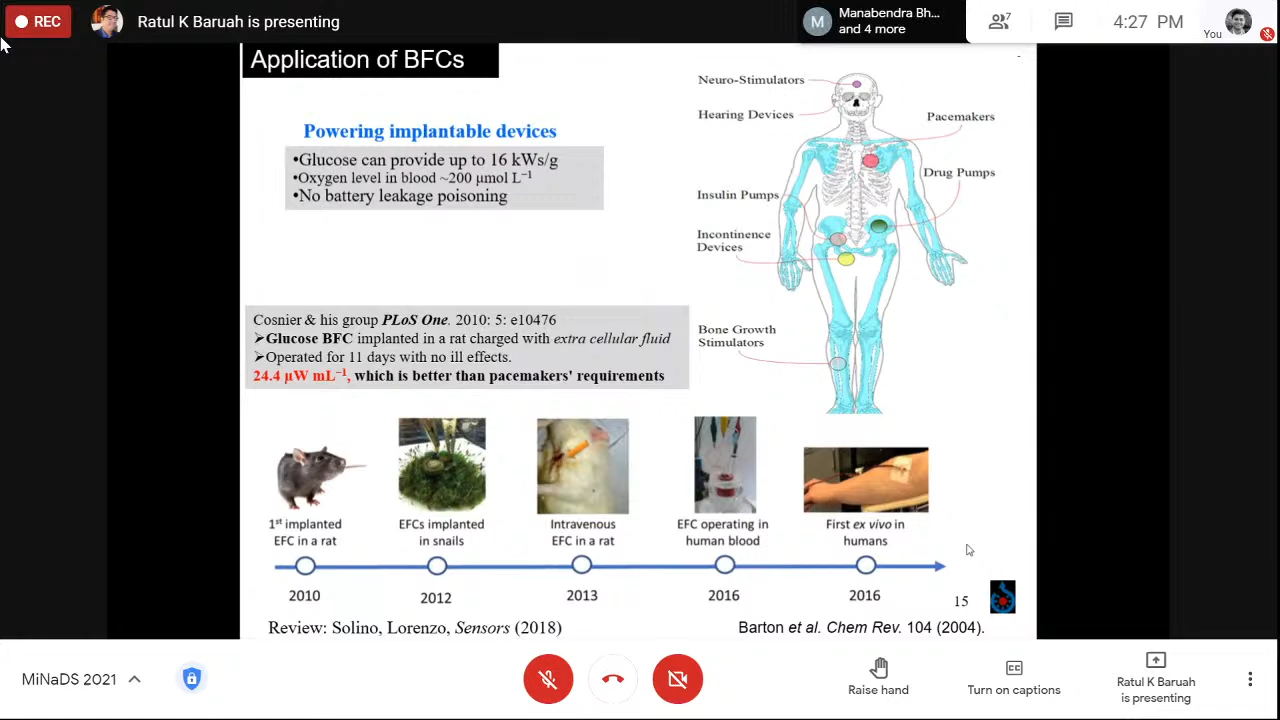 REC
Ratul K Baruah is presenting
M
Manabendra Bh...
and 4 more
7
4:27 PM
You
Application of BFCs
Powering implantable devices
•Glucose can provide up to 16 kWs/g
•Oxygen level in blood ~200 μmol L⁻¹
•No battery leakage poisoning
Neuro-Stimulators
Hearing Devices
Pacemakers
Drug Pumps
Insulin Pumps
Incontinence
Devices
Bone Growth
Stimulators
Cosnier & his group PLoS One. 2010: 5: e10476
➢Glucose BFC implanted in a rat charged with extra cellular fluid
➢Operated for 11 days with no ill effects.
24.4 μW mL⁻¹, which is better than pacemakers' requirements
1st implanted
EFC in a rat
EFCs implanted
in snails
Intravenous
EFC in a rat
EFC operating in
human blood
First ex vivo in
humans
2010
2012
2013
2016
2016
15
Review: Solino, Lorenzo, Sensors (2018)
Barton et al. Chem Rev. 104 (2004).
MiNaDS 2021
Raise hand
CC
Turn on captions
Ratul K Baruah
is presenting